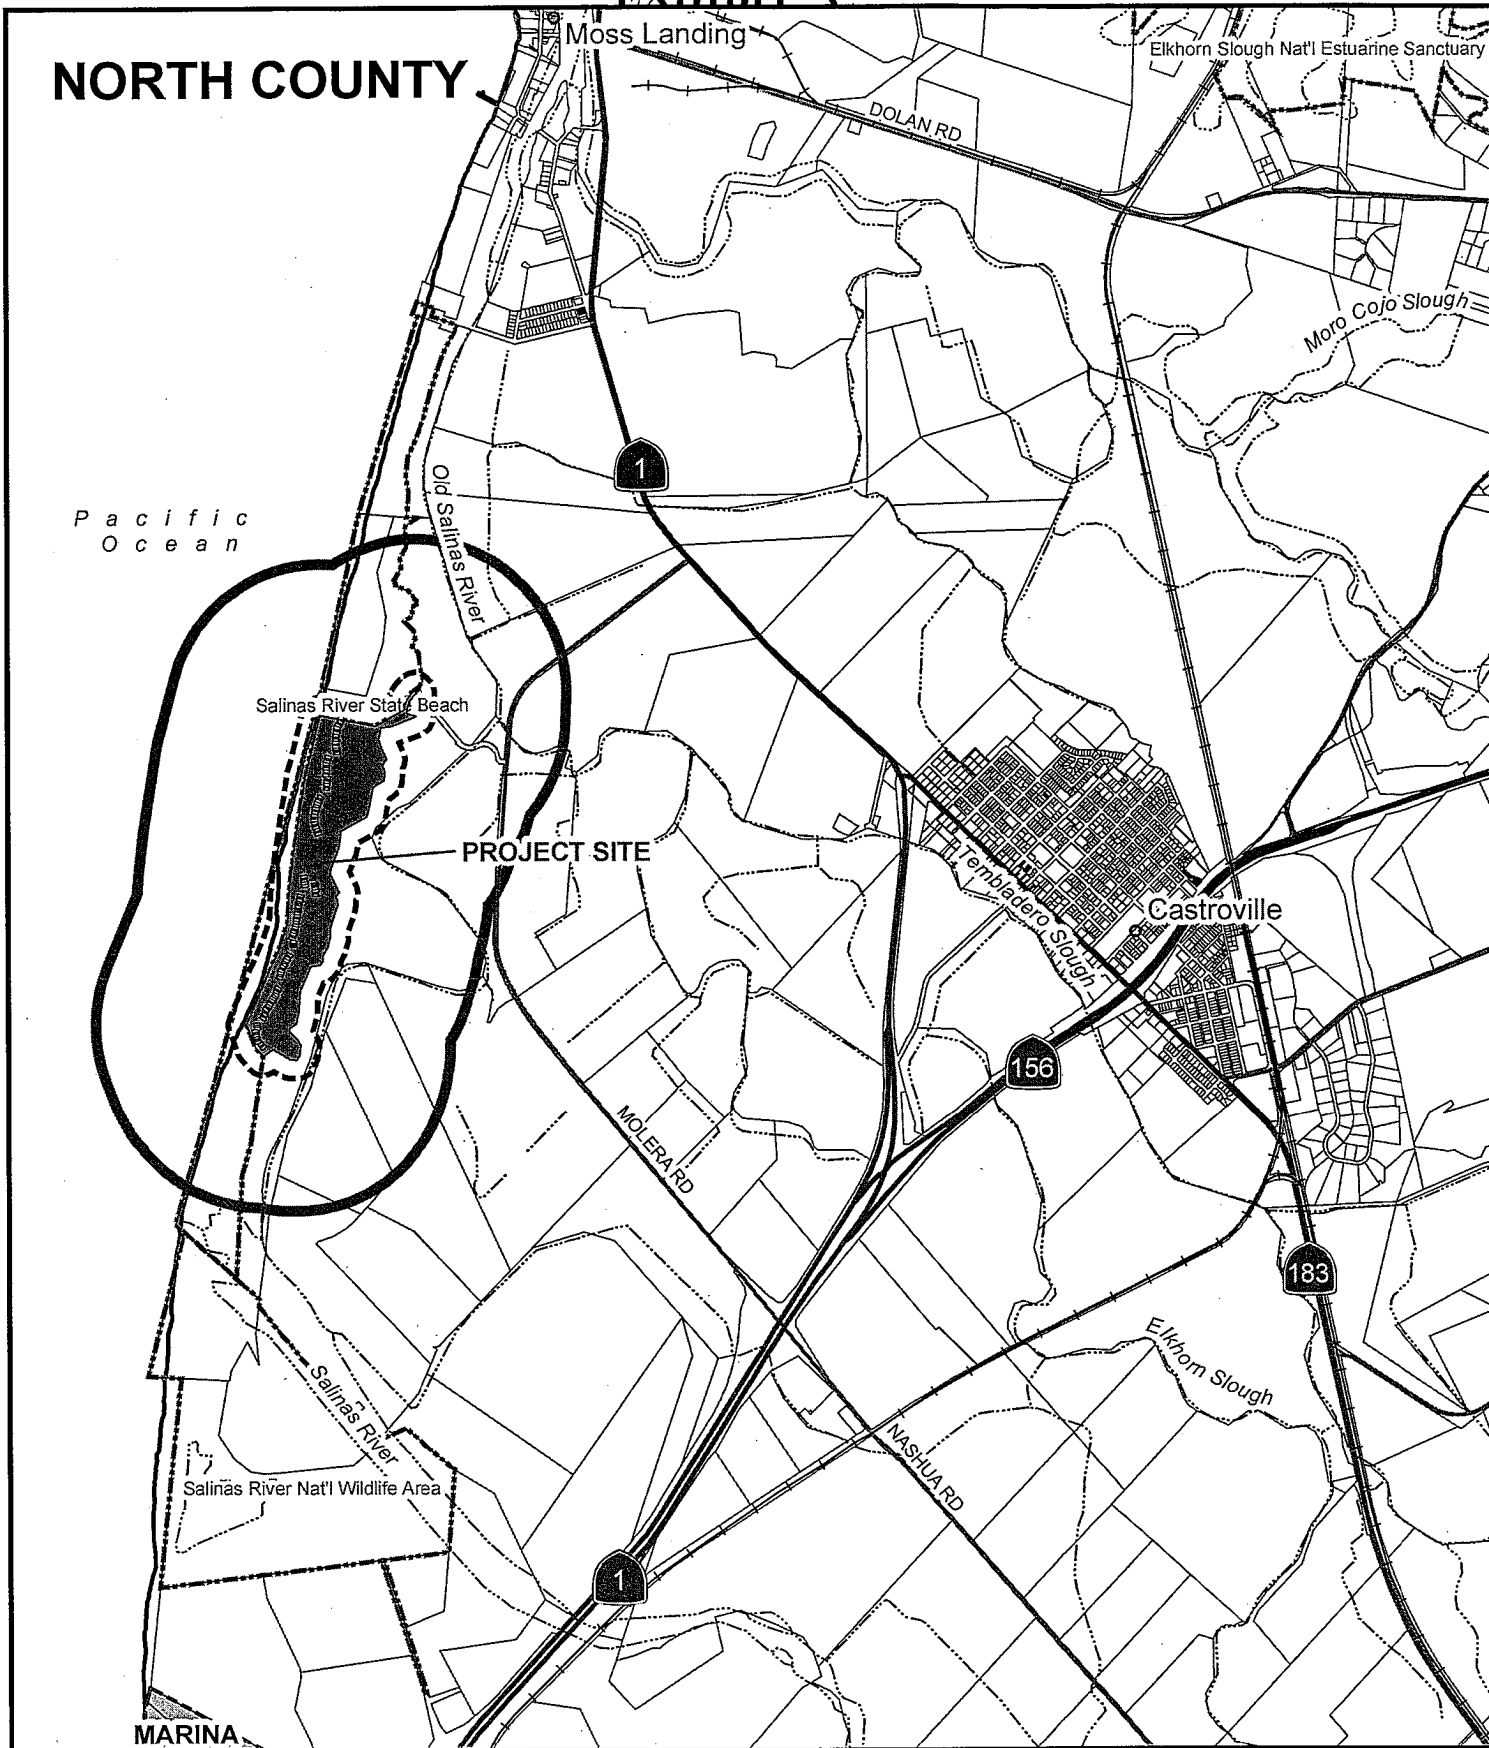 Moss Landing
Elkhorn Slough Nat'l Estuarine Sanctuary
NORTH COUNTY
DOLAN RD
Moro Cojo Slough
1
Old Salinas River
Pacific
Ocean
Salinas River State Beach
PROJECT SITE
Tembladero Slough
Castroville
156
MOLERA RD
183
Elkhorn Slough
Salinas River
NASHUA RD
Salinas River Nat'l Wildlife Area
1
MARINA